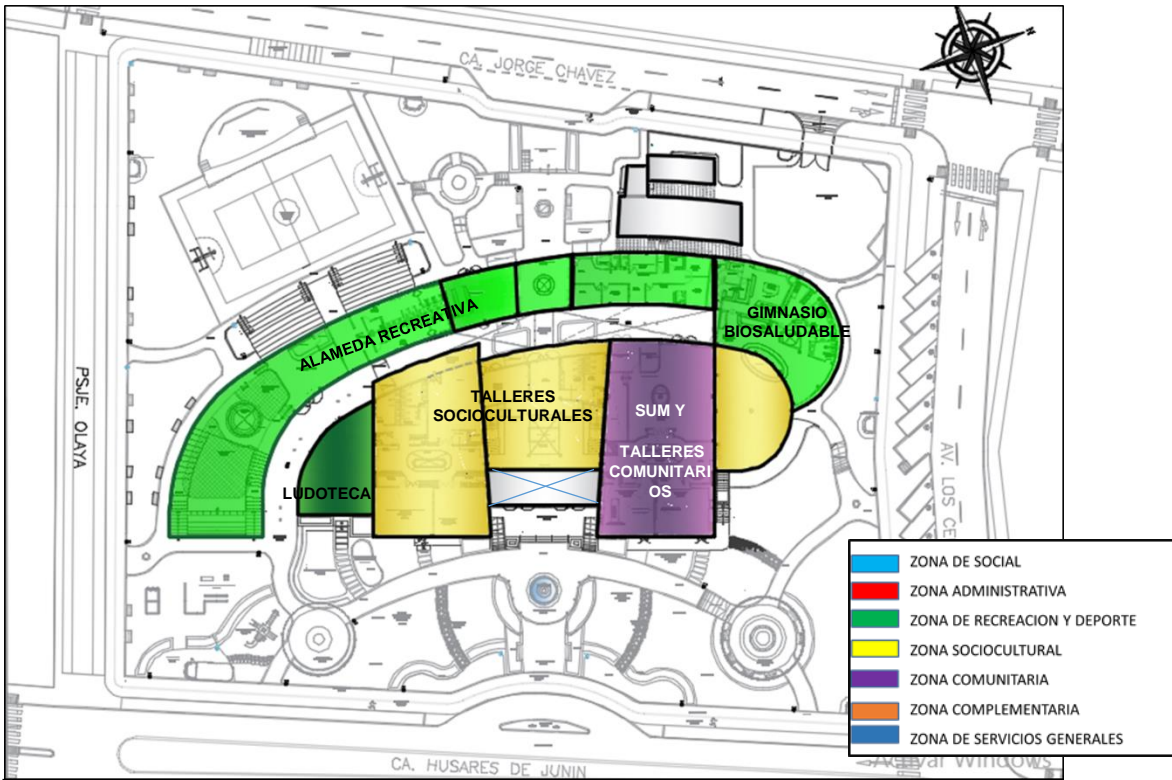 CA. JORGE CHAVEZ
N
GIMNASIO
BIOSALUDABLE
ALAMEDA RECREATIVA
PSJE. OLAYA
TALLERES
SOCIOCULTURALES
SUM Y
TALLERES
COMUNITARI
OS
LUDOTECA
AV. LOS CE
ZONA DE SOCIAL
ZONA ADMINISTRATIVA
ZONA DE RECREACION Y DEPORTE
ZONA SOCIOCULTURAL
ZONA COMUNITARIA
ZONA COMPLEMENTARIA
ZONA DE SERVICIOS GENERALES
CA. HUSARES DE JUNIN
Activar Windows